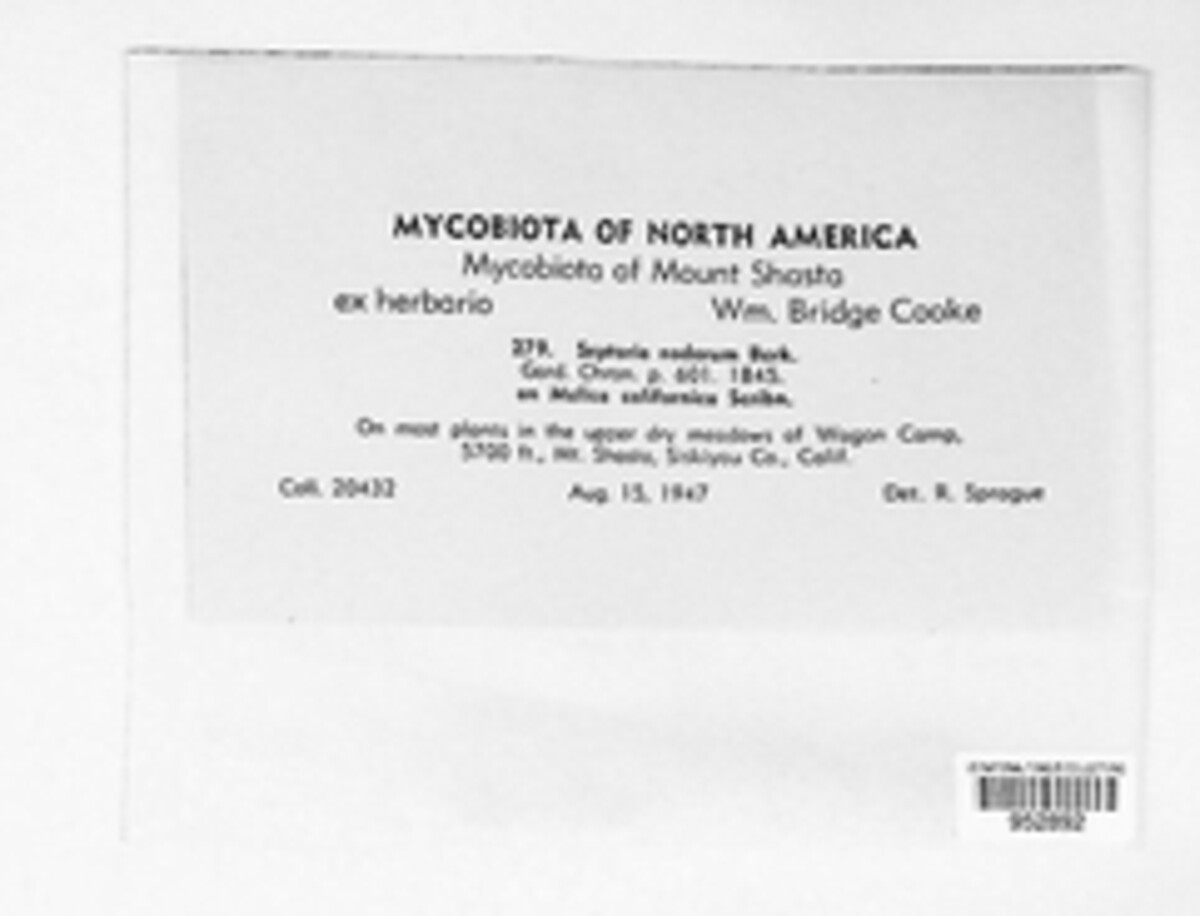 MYCOBIOTA OF NORTH AMERICA
Mycobiota of Mount Shasta
ex herbario Wm. Bridge Cooke
279. Septoria nodorum Berk.
Gard. Chron. p. 601. 1845.
on Melica californica Scribn.
On most plants in the upper dry meadows of Wagon Camp,
5700 ft., Mt. Shasta, Siskiyou Co., Calif.
Coll. 20432 Aug. 15, 1947 Det. R. Sprague
952892